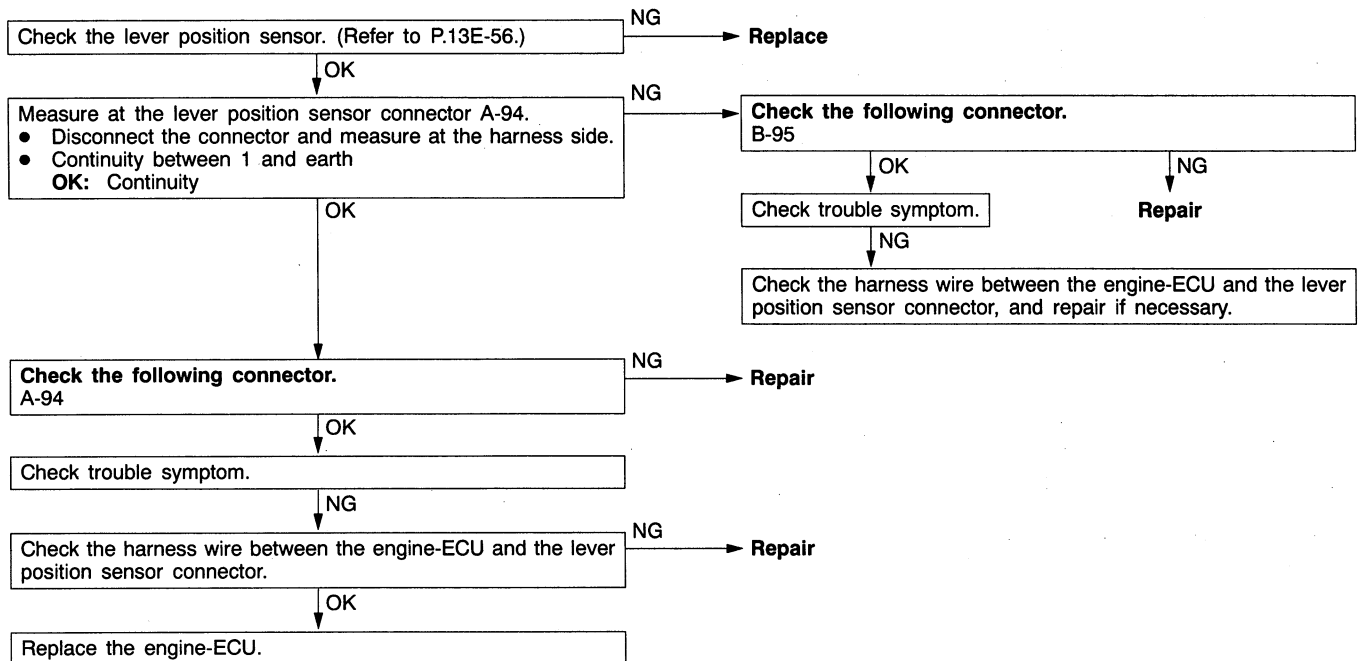 Check the lever position sensor. (Refer to P.13E-56.)
NG
Replace
OK
Measure at the lever position sensor connector A-94.
● Disconnect the connector and measure at the harness side.
● Continuity between 1 and earth
OK: Continuity
NG
Check the following connector.
B-95
OK
NG
Check trouble symptom.
Repair
NG
Check the harness wire between the engine-ECU and the lever
position sensor connector, and repair if necessary.
OK
Check the following connector.
A-94
NG
Repair
OK
Check trouble symptom.
NG
Check the harness wire between the engine-ECU and the lever
position sensor connector.
NG
Repair
OK
Replace the engine-ECU.